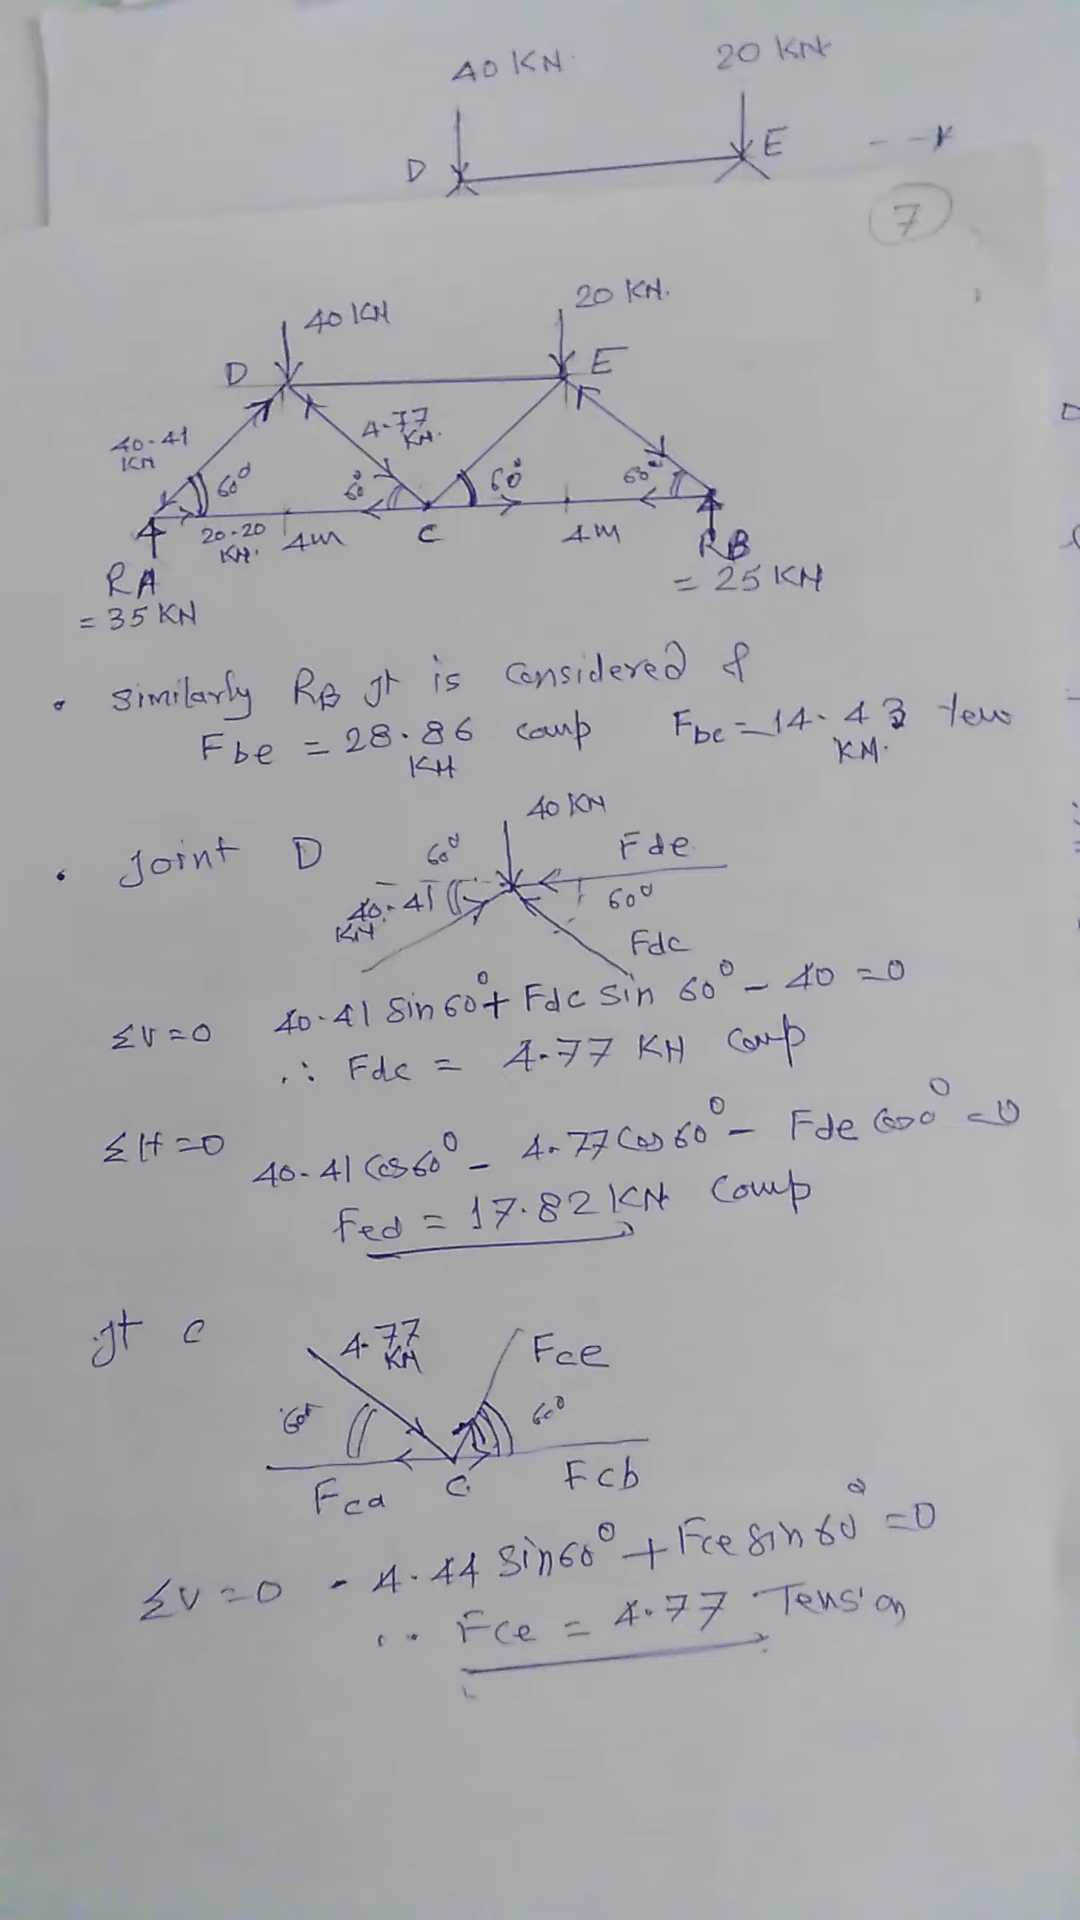 40 KN. 20 KN
D E
7
40 KN 20 KN.
D E
40.41 KN 4.77 KN.
60° 60° 60° 60°
20.20 KN. 4m C 4m
RA = 35 KN RB = 25 KN
• Similarly RB Jt is Considered &
Fbe = 28.86 KN comp Fbc = 14.43 KN. tens
• Joint D 60° 40 KN Fde
40.41 KN 60°
Fdc
ΣV=0 40.41 Sin 60° + Fdc Sin 60° - 40 = 0
∴ Fdc = 4.77 KN Comp
ΣH=0 40.41 Cos 60° - 4.77 Cos 60° - Fde Cos 0° = 0
Fed = 17.82 KN Comp
Jt C 4.77 KN Fce
60° 60°
Fca C Fcb
ΣV=0 - 4.44 Sin 60° + Fce Sin 60° = 0
∴ Fce = 4.77 Tension